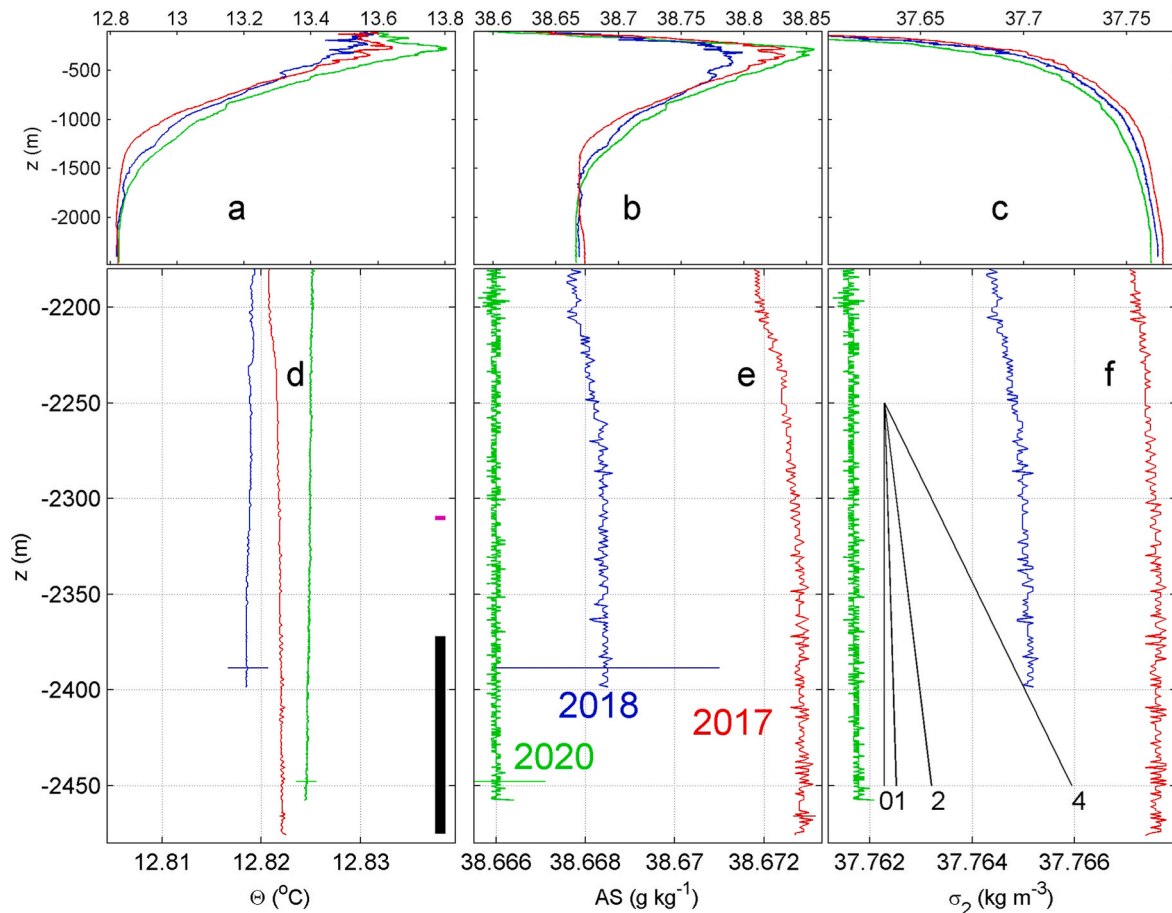 12.8 13 13.2 13.4 13.6 13.8
38.6 38.65 38.7 38.75 38.8 38.85
37.65 37.7 37.75
z (m)
-500
-1000
-1500
-2000
a
b
c
z (m)
-2200
-2250
-2300
-2350
-2400
-2450
d
e
f
2018
2017
2020
01 2 4
12.81 12.82 12.83
38.666 38.668 38.67 38.672
37.762 37.764 37.766
Θ (°C)
AS (g kg⁻¹)
σ₂ (kg m⁻³)